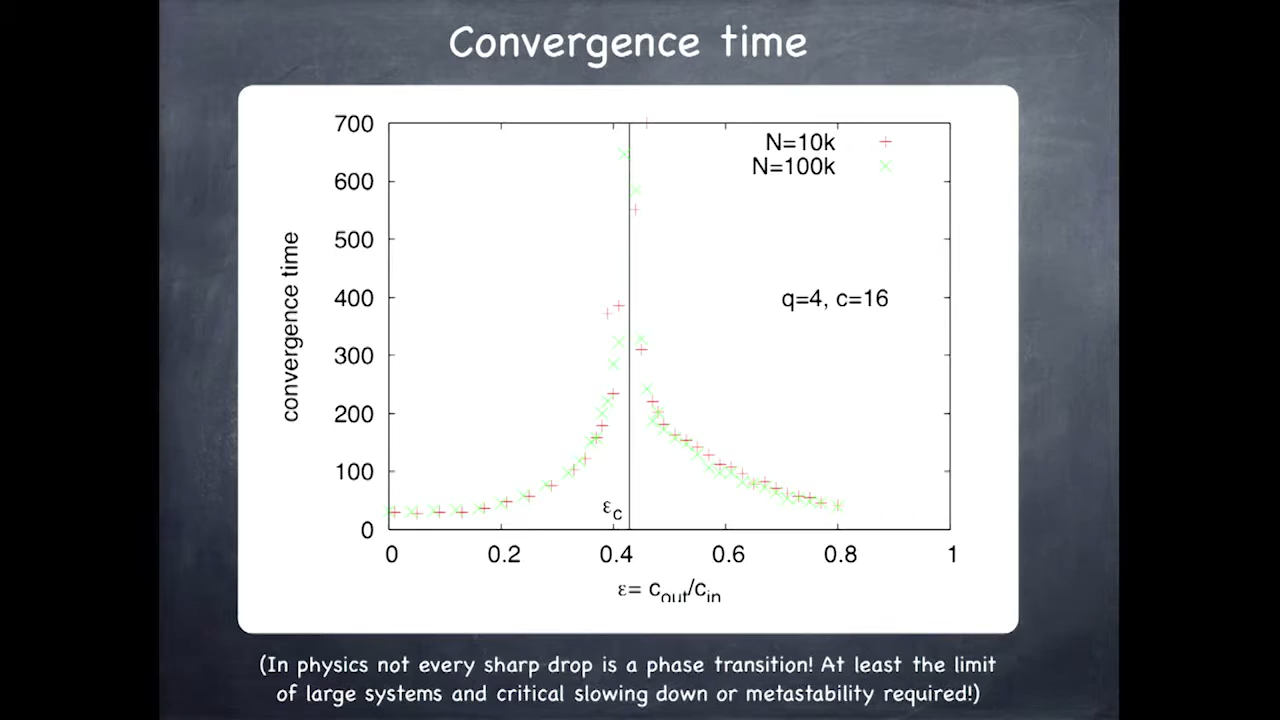 Convergence time
700
600
500
400
300
200
100
0
convergence time
N=10k
N=100k
q=4, c=16
εc
0 0.2 0.4 0.6 0.8 1
ε= cout/cin
(In physics not every sharp drop is a phase transition! At least the limit
of large systems and critical slowing down or metastability required!)